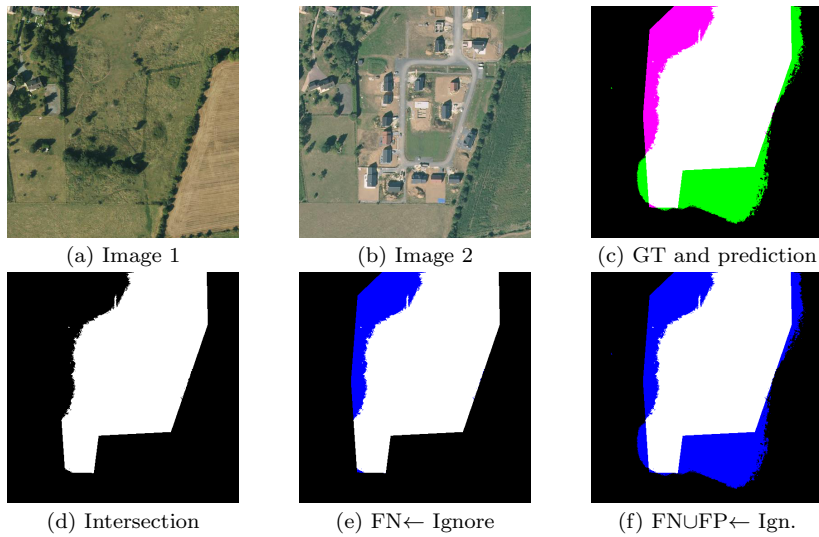 (a) Image 1
(b) Image 2
(c) GT and prediction
(d) Intersection
(e) FN← Ignore
(f) FN∪FP← Ign.